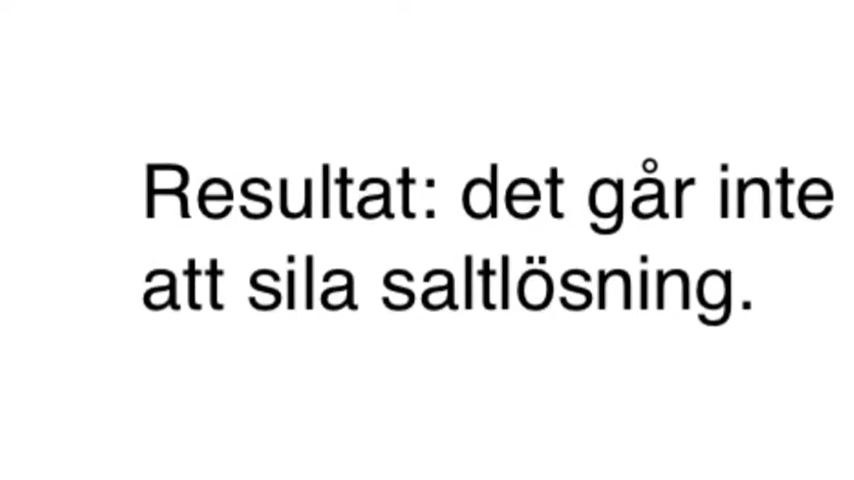 Resultat: det går inte
att sila saltlösning.